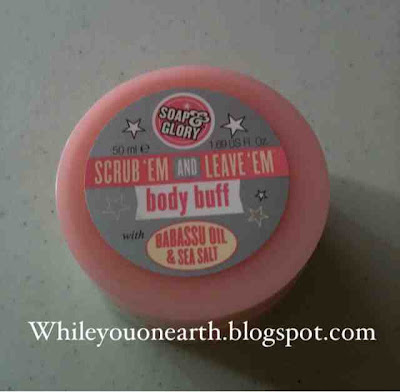 SOAP&
GLORY
50 ml e 1.69 US Fl. Oz.
SCRUB 'EM AND LEAVE 'EM
body buff
with
BABASSU OIL
& SEA SALT
Whileyouonearth.blogspot.com